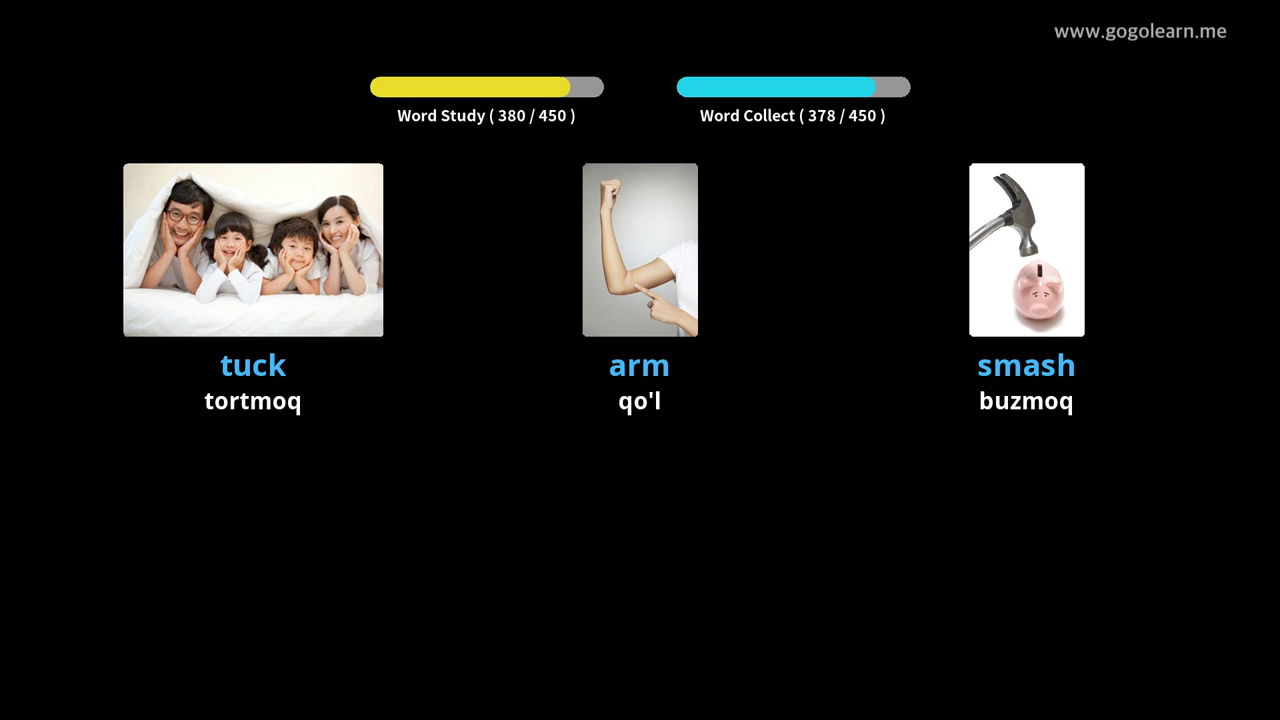 www.gogolearn.me
Word Study ( 380 / 450 )
Word Collect ( 378 / 450 )
tuck
tortmoq
arm
qo'l
smash
buzmoq